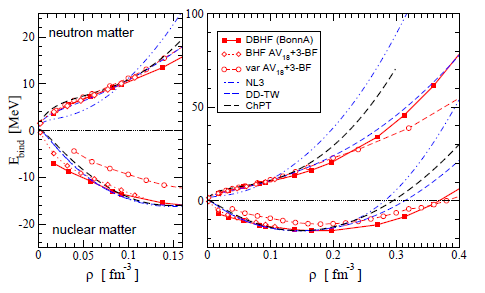 20
10
0
-10
-20
E_bind [MeV]
neutron matter
nuclear matter
0
0.05
0.1
0.15
ρ [ fm⁻³ ]
100
50
0
DBHF (BonnA)
BHF AV₁₈+3-BF
var AV₁₈+3-BF
NL3
DD-TW
ChPT
0
0.1
0.2
0.3
0.4
ρ [ fm⁻³ ]